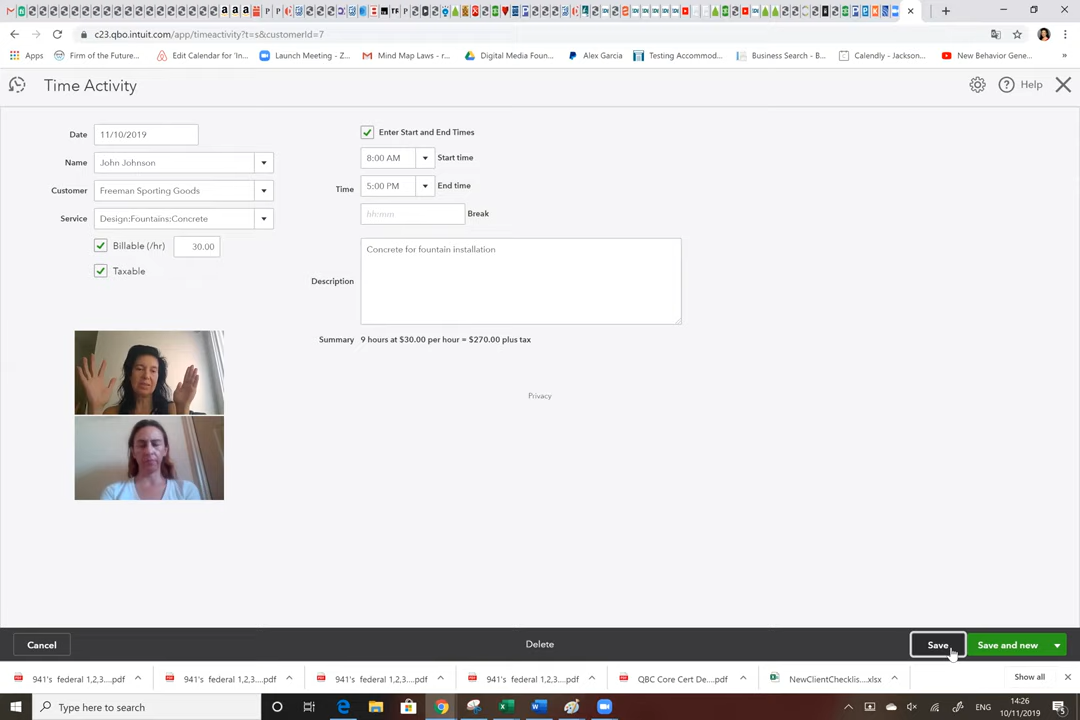 c23.qbo.intuit.com/app/timeactivity?t=s&customerId=7
Apps
Firm of the Future...
Edit Calendar for 'In...
Launch Meeting - Z...
Mind Map Laws - r...
Digital Media Foun...
Alex Garcia
Testing Accommod...
Business Search - B...
Calendly - Jackson...
New Behavior Gene...
»
Time Activity
Help
Date 11/10/2019
Enter Start and End Times
Name John Johnson
8:00 AM Start time
Customer Freeman Sporting Goods
Time 5:00 PM End time
Service Design:Fountains:Concrete
hh:mm Break
Billable (/hr) 30.00
Taxable
Description Concrete for fountain installation
Summary 9 hours at $30.00 per hour = $270.00 plus tax
Privacy
Cancel
Delete
Save
Save and new
941's federal 1,2,3....pdf
941's federal 1,2,3....pdf
941's federal 1,2,3....pdf
941's federal 1,2,3....pdf
QBC Core Cert De....pdf
NewClientChecklis....xlsx
Show all
Type here to search
ENG
14:26
10/11/2019
5